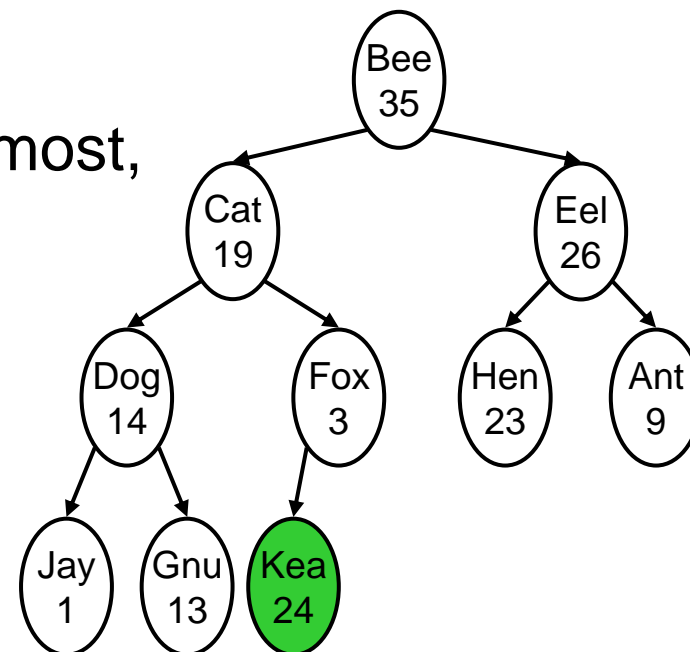 Bee
35
most,
Cat
19
Eel
26
Dog
14
Fox
3
Hen
23
Ant
9
Jay
1
Gnu
13
Kea
24